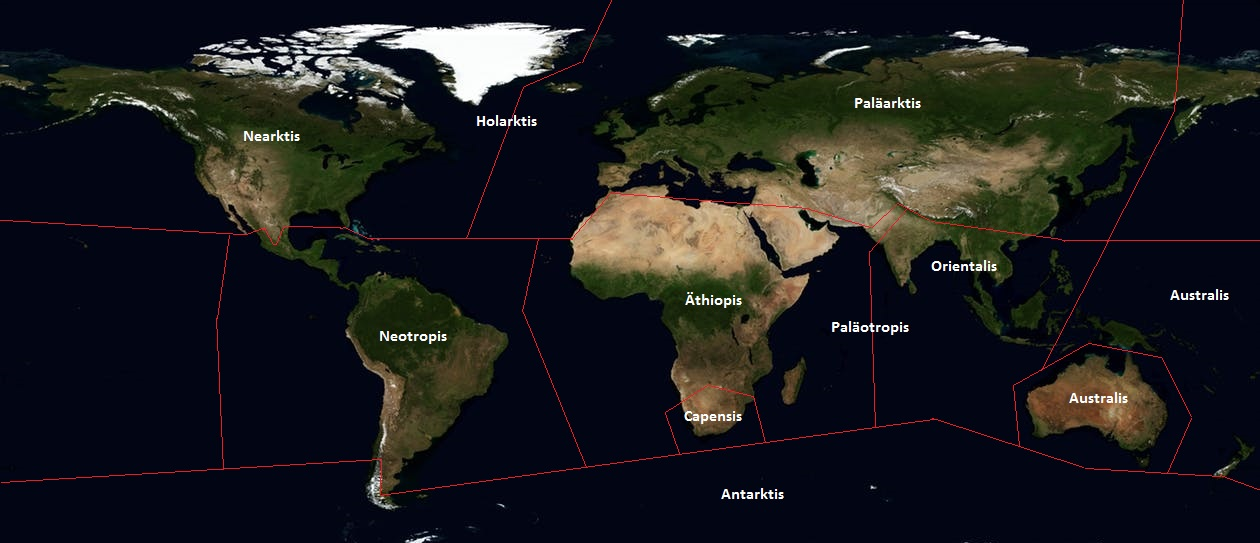 Paläarktis
Holarktis
Nearktis
Orientalis
Australis
Äthiopis
Paläotropis
Neotropis
Australis
Capensis
Antarktis